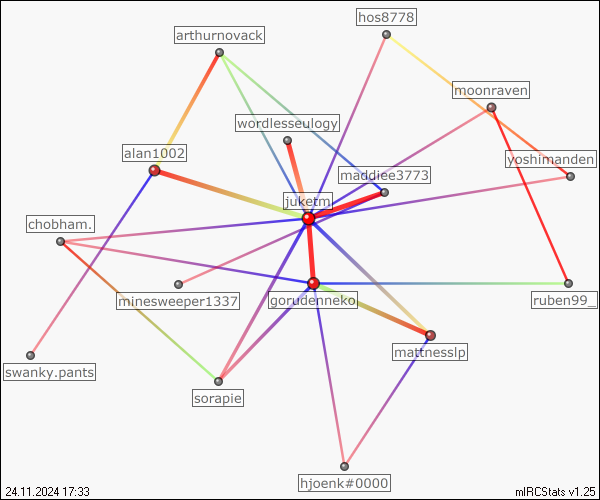 hos8778
arthurnovack
moonraven
wordlesseulogy
alan1002
yoshimanden
maddiee3773
juketm.
chobham.
minesweeper1337
gorudenneko
ruben99_
mattnesslp
swanky.pants
sorapie
hjoenk#0000
24.11.2024 17:33
mIRCStats v1.25